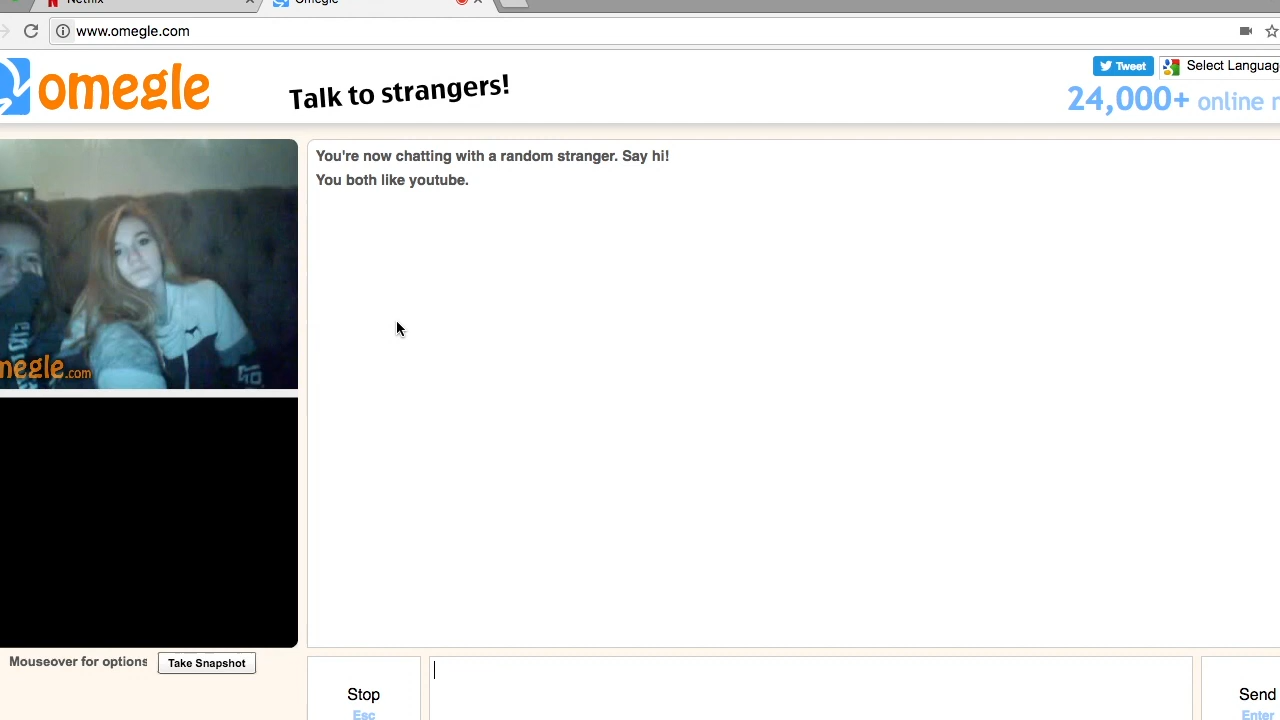 Netflix
Omegle
www.omegle.com
omegle
Talk to strangers!
Tweet
Select Languag
24,000+ online
You're now chatting with a random stranger. Say hi!
You both like youtube.
megle.com
Mouseover for options
Take Snapshot
Stop
Esc
Send
Enter